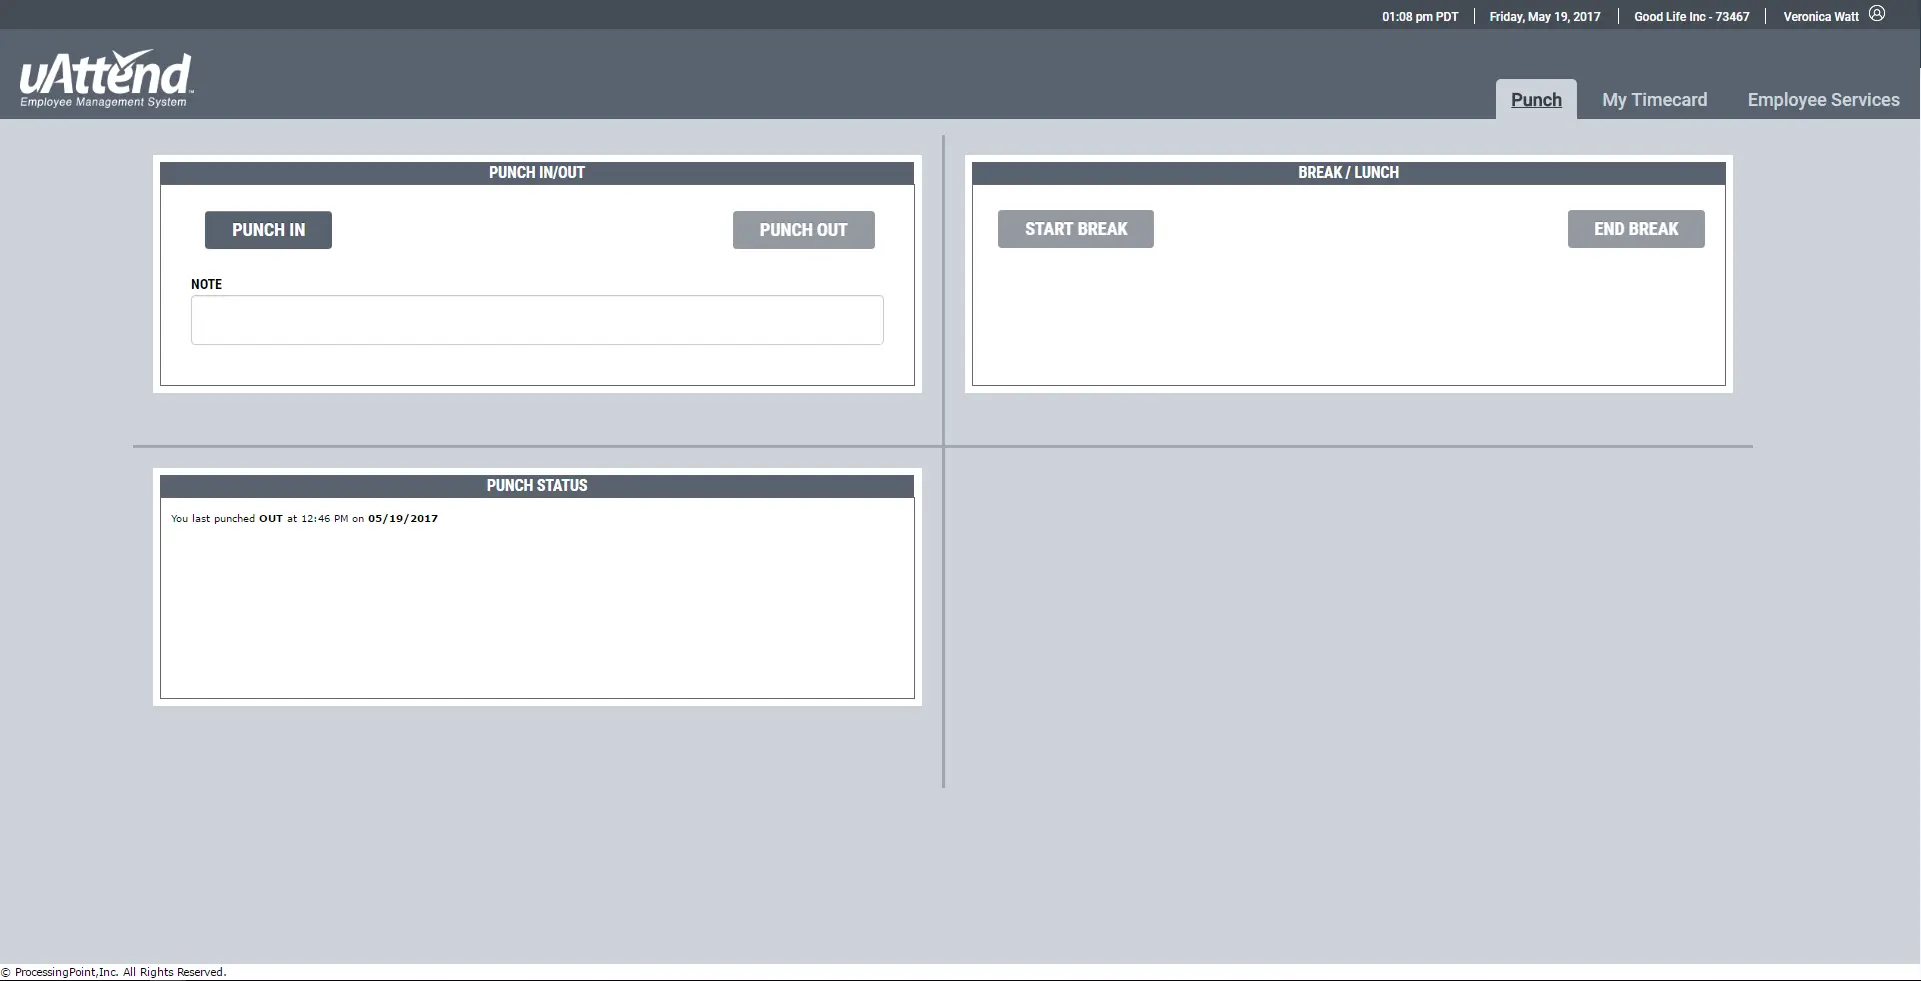 01:08 pm PDT Friday, May 19, 2017 Good Life Inc - 73467 Veronica Watt
uAttend™
Employee Management System
Punch My Timecard Employee Services
PUNCH IN/OUT
PUNCH IN PUNCH OUT
NOTE
BREAK / LUNCH
START BREAK END BREAK
PUNCH STATUS
You last punched OUT at 12:46 PM on 05/19/2017
© ProcessingPoint,Inc. All Rights Reserved.